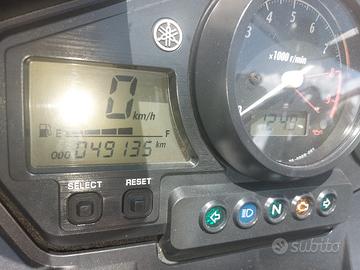 0 km/h
x1000 r/min
E F
ODO 049135 km
SELECT RESET
N
subito